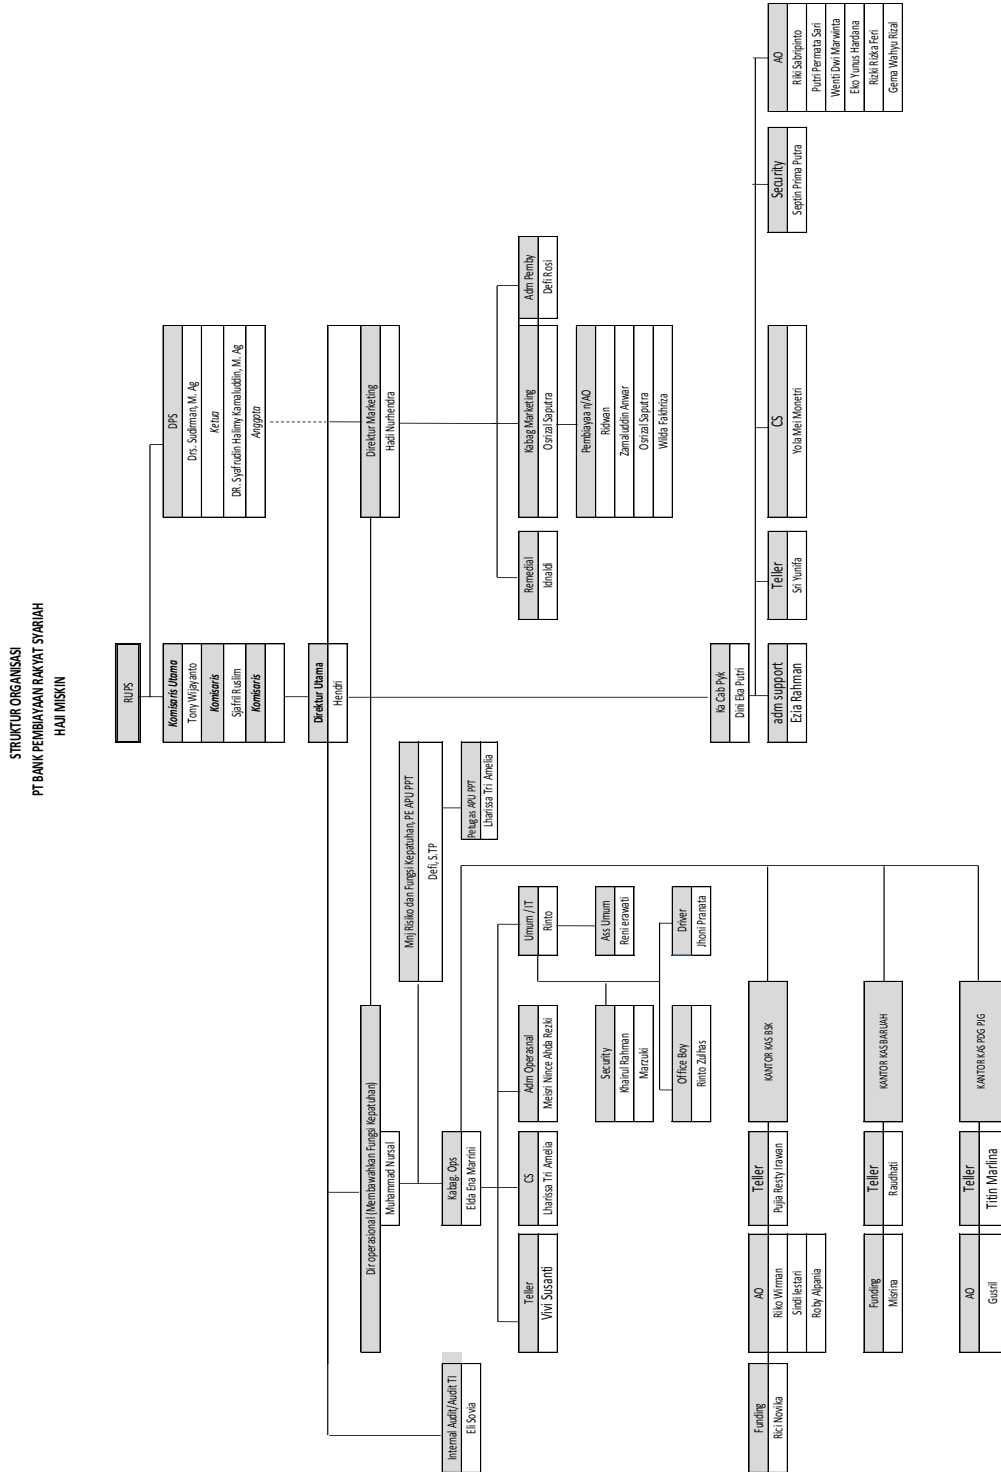 STRUKTUR ORGANISASI
PT BANK PEMBIAYAAN RAKYAT SYARIAH
HAJI MISKIN
RUPS
Komisaris Utama
Tony Wijayanto
Komisaris
Sjafril Ruslim
Komisaris
DPS
Drs. Sudirman, M. Ag
Ketua
DR. Syafrudin Halimy Kamaluddin, M. Ag
Anggota
Direktur Utama
Hendri
Dir operasional (Membawahkan Fungsi Kepatuhan)
Muhammad Nursal
Direktur Marketing
Hadi Nurhendra
Mnj Risiko dan Fungsi Kepatuhan, PE APU PPT
Defi, S.TP
Petugas APU PPT
Lharissa Tri Amelia
Internal Audit/Audit TI
Eli Sovia
Kabag. Ops
Elda Ena Marrini
Teller
Vivi Susanti
CS
Lharissa Tri Amelia
Adm Operasnal
Meisri Nince Ahda Rezki
Umum / IT
Rinto
Remedial
Idnaldi
Kabag Marketing
Osrizal Saputra
Adm Pemby
Defi Rosi
Pembiayaa n/AO
Ridwan
Zamaluddin Anwar
Osrizal Saputra
Wilda Fakhriza
Security
Khairul Rahman
Marzuki
Ass Umum
Reni erawati
Office Boy
Rinto Zulhas
Driver
Jhoni Pranata
Ka Cab Pyk
Dini Eka Putri
Funding
Rici Novika
AO
Riko Wirman
Sindi lestari
Roby Alpania
Teller
Pujia Resty Irawan
KANTOR KAS BSK
adm support
Ezia Rahman
Teller
Sri Yunifa
CS
Yola Mei Monetri
Security
Septin Prima Putra
AO
Riki Sabripinto
Putri Permata Sari
Wenti Dwi Marwinta
Eko Yunus Hardana
Rizki Rizka Feri
Gema Wahyu Rizal
Funding
Misrina
Teller
Raudhati
KANTOR KAS BARUAH
AO
Gusril
Teller
Titin Marlina
KANTOR KAS PDG PJG